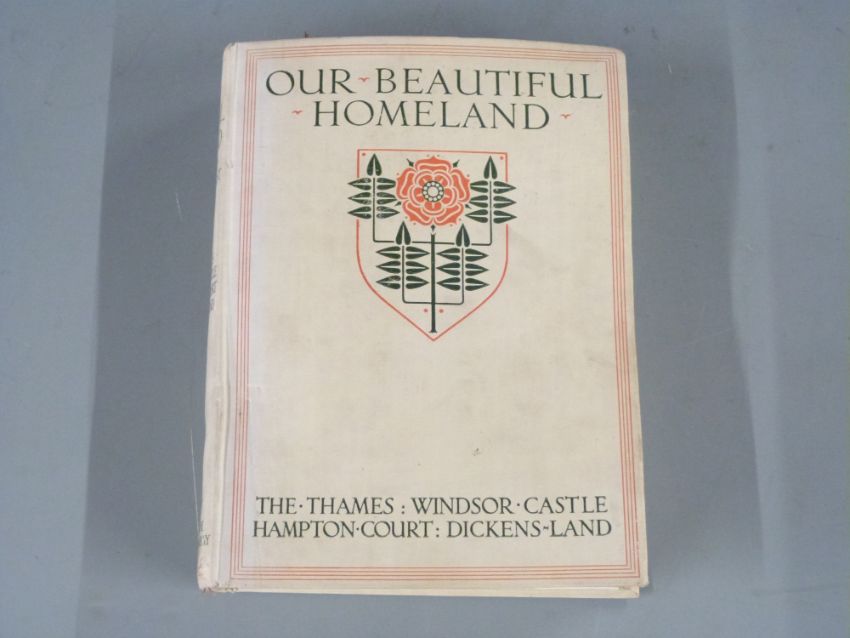 OUR BEAUTIFUL
HOMELAND
THE·THAMES : WINDSOR·CASTLE
HAMPTON·COURT : DICKENS-LAND